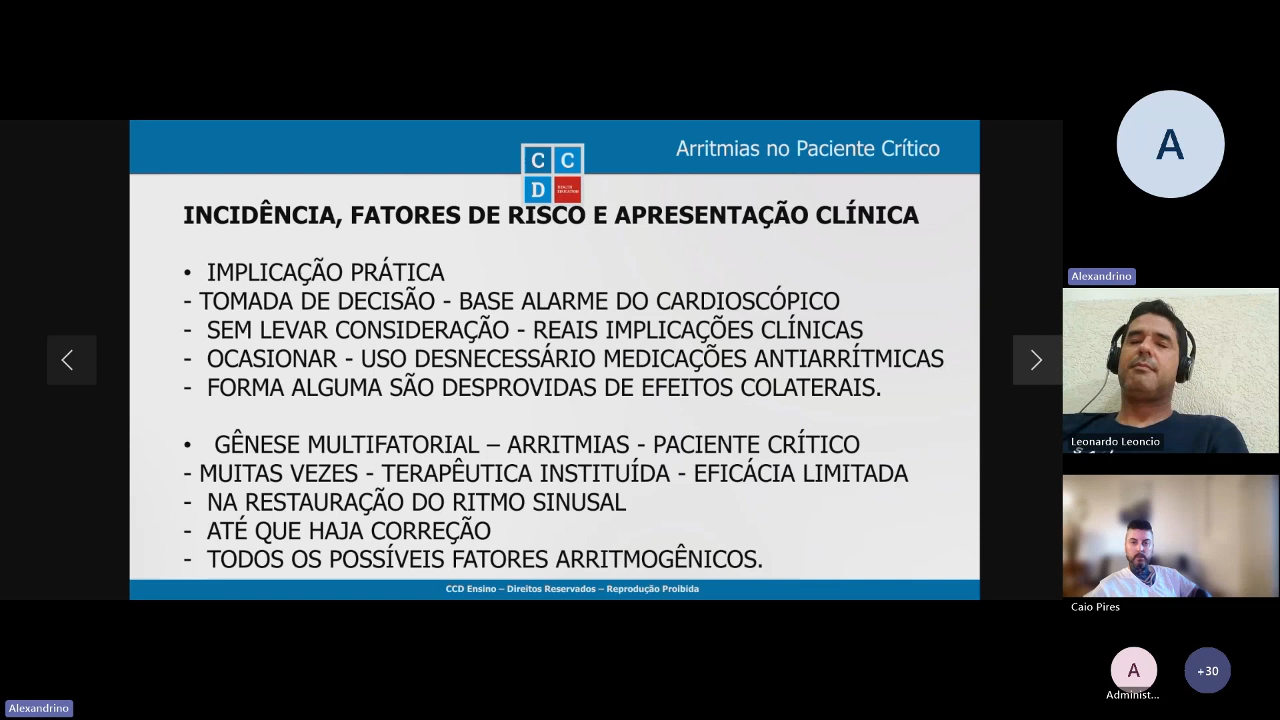 Arritmias no Paciente Crítico
C C
D HEALTH EDUCATION
INCIDÊNCIA, FATORES DE RISCO E APRESENTAÇÃO CLÍNICA
• IMPLICAÇÃO PRÁTICA
- TOMADA DE DECISÃO - BASE ALARME DO CARDIOSCÓPICO
- SEM LEVAR CONSIDERAÇÃO - REAIS IMPLICAÇÕES CLÍNICAS
- OCASIONAR - USO DESNECESSÁRIO MEDICAÇÕES ANTIARRÍTMICAS
- FORMA ALGUMA SÃO DESPROVIDAS DE EFEITOS COLATERAIS.
• GÊNESE MULTIFATORIAL – ARRITMIAS - PACIENTE CRÍTICO
- MUITAS VEZES - TERAPÊUTICA INSTITUÍDA - EFICÁCIA LIMITADA
- NA RESTAURAÇÃO DO RITMO SINUSAL
- ATÉ QUE HAJA CORREÇÃO
- TODOS OS POSSÍVEIS FATORES ARRITMOGÊNICOS.
CCD Ensino – Direitos Reservados – Reprodução Proibida
A
Alexandrino
Leonardo Leoncio
Caio Pires
A
+30
Administ...
Alexandrino